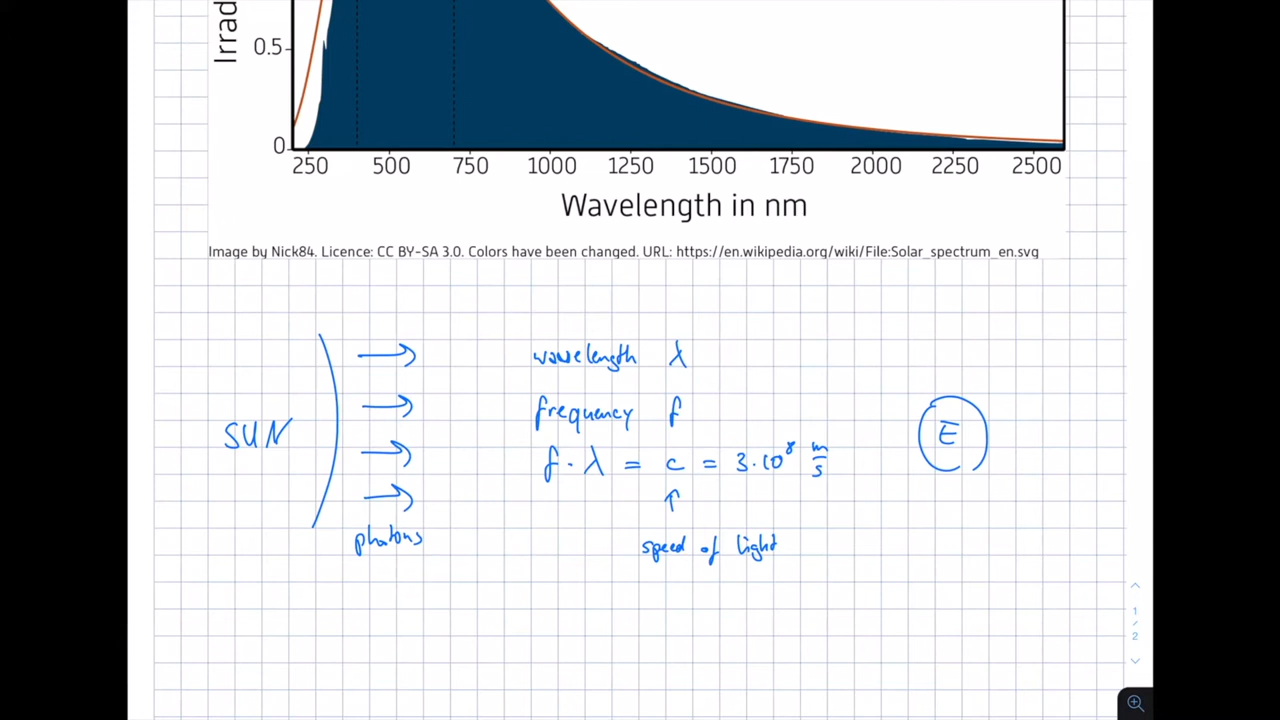 Irrad
0.5
0
250 500 750 1000 1250 1500 1750 2000 2250 2500
Wavelength in nm
Image by Nick84. Licence: CC BY-SA 3.0. Colors have been changed. URL: https://en.wikipedia.org/wiki/File:Solar_spectrum_en.svg
wavelength λ
frequency f
SUN
E
f · λ = c = 3·10⁸ m/s
↑
photons
speed of light
1
/
2